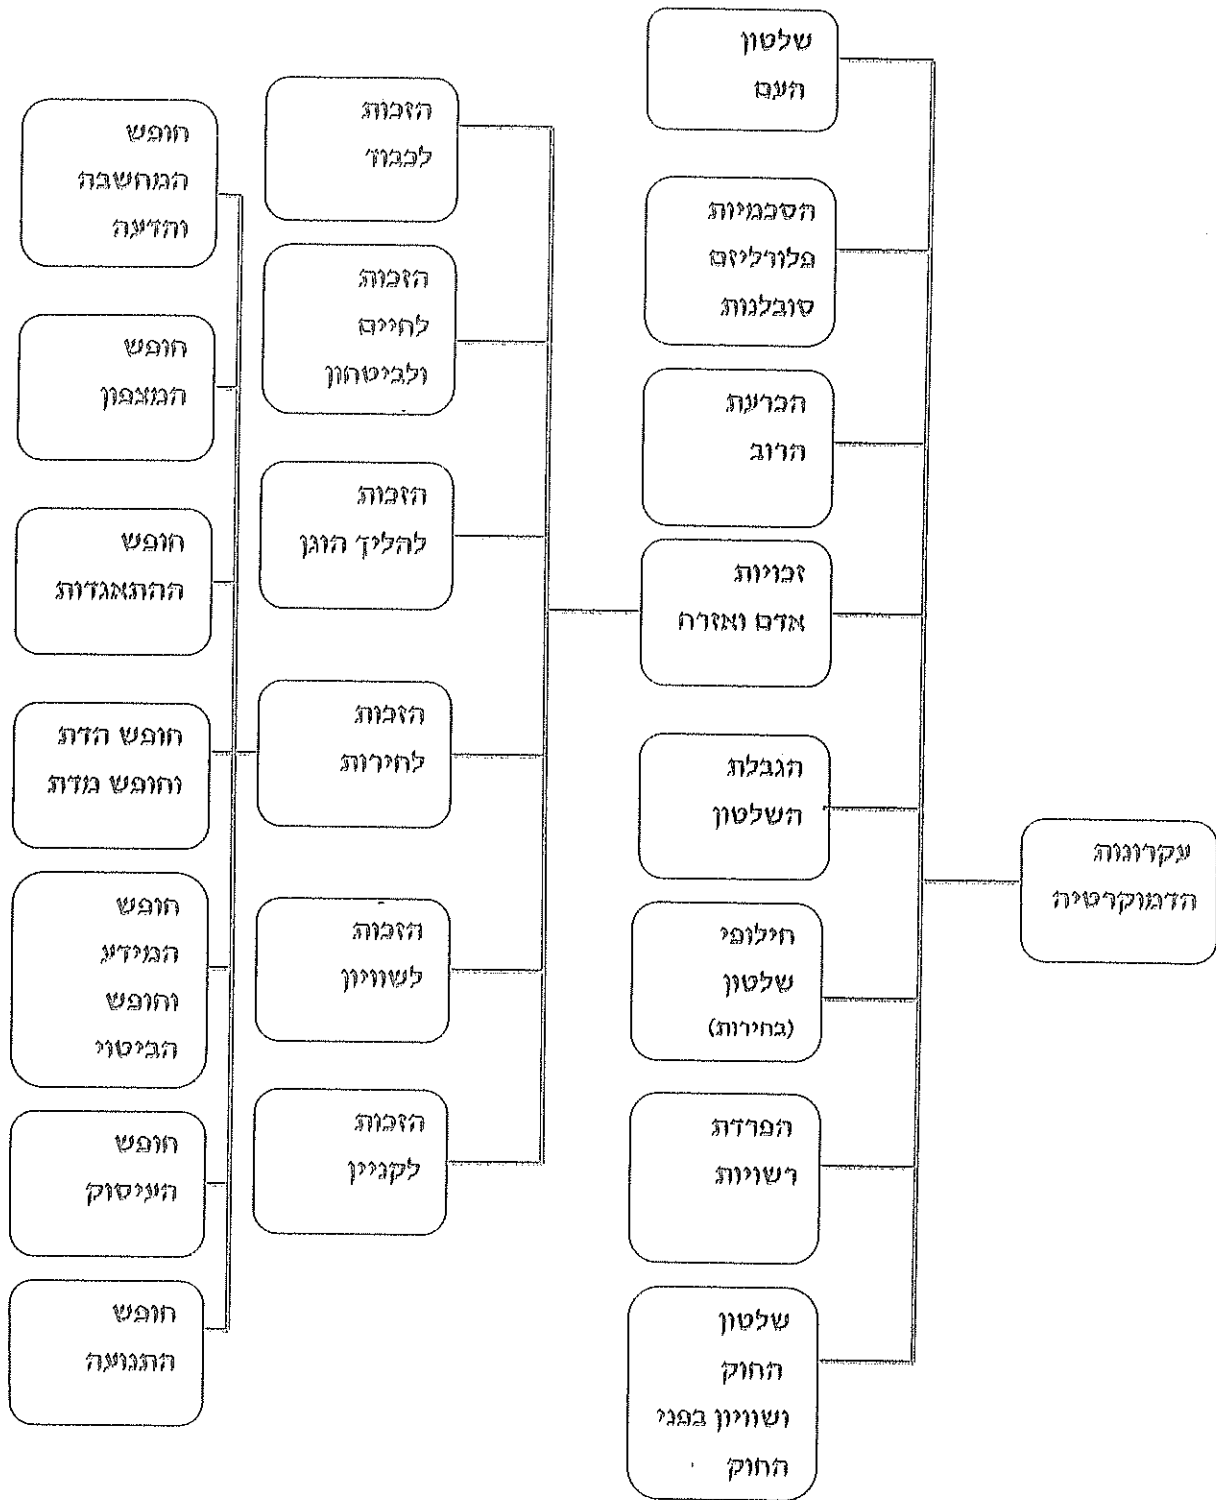 עקרונות
הדמוקרטיה
שלטון
העם
הסכמיות
פלורליזם
סובלנות
הכרעת
הרוב
זכויות
אדם ואזרח
הגבלת
השלטון
חילופי
שלטון
(בחירות)
הפרדת
רשויות
שלטון
החוק
ושוויון בפני
החוק
הזכות
לכבוד
הזכות
לחיים
ולביטחון
הזכות
להליך הוגן
הזכות
לחירות
הזכות
לשוויון
הזכות
לקניין
חופש
המחשבה
והדעה
חופש
המצפון
חופש
ההתאגדות
חופש הדת
וחופש מדת
חופש
המידע
וחופש
הביטוי
חופש
העיסוק
חופש
התנועה